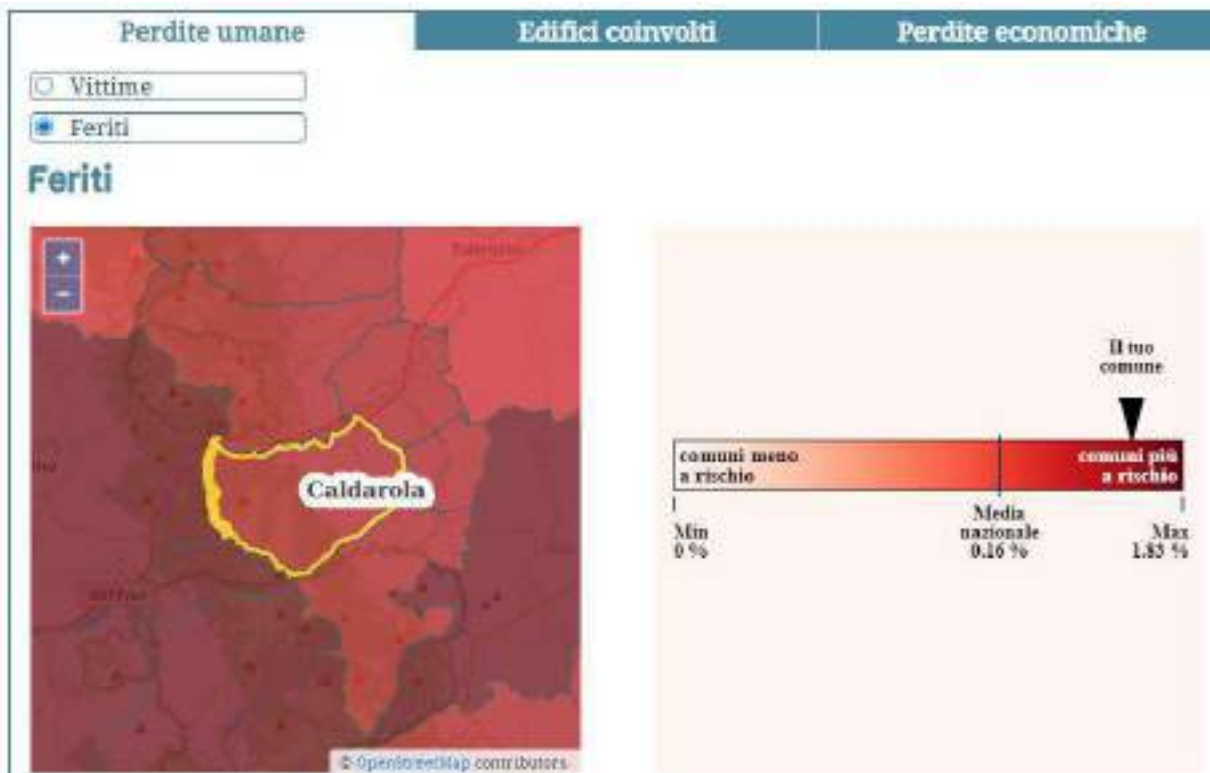 Perdite umane
Edifici coinvolti
Perdite economiche
Vittime
Feriti
Feriti
+
−
Tolentino
Caldarola
© OpenStreetMap contributors.
Il tuo
comune
comuni meno
a rischio
comuni più
a rischio
Min
0 %
Media
nazionale
0.16 %
Max
1.83 %